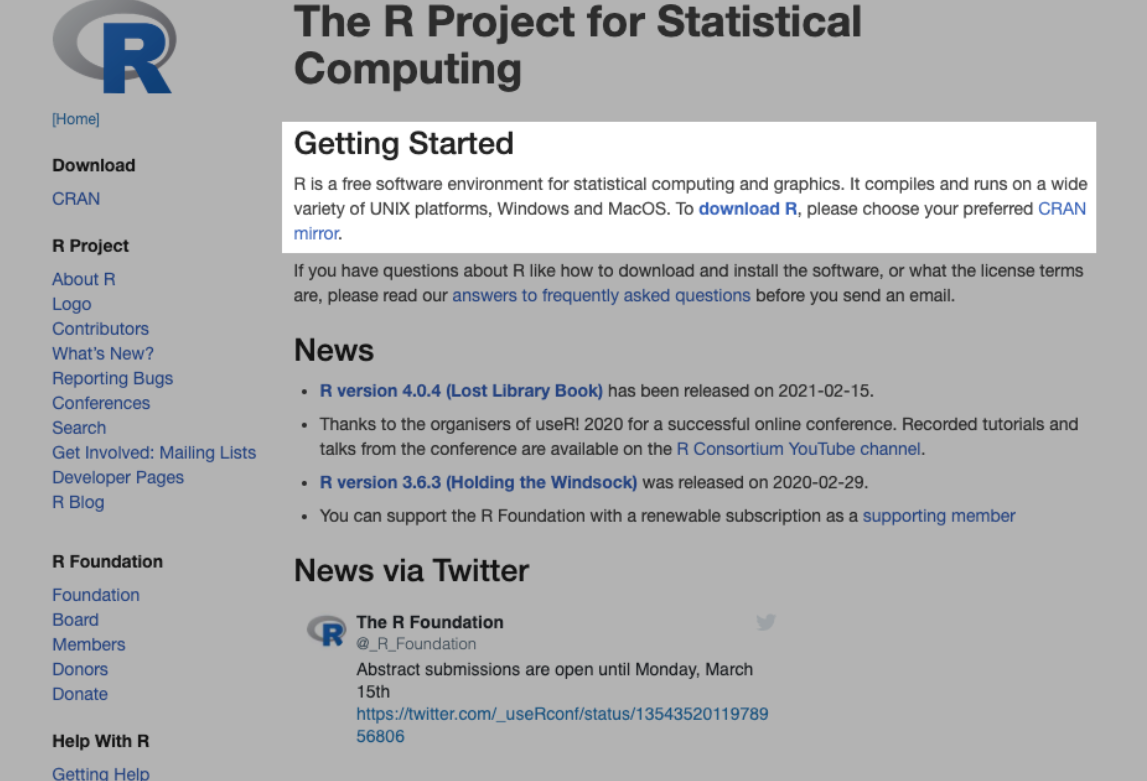 R
[Home]
Download
CRAN
R Project
About R
Logo
Contributors
What's New?
Reporting Bugs
Conferences
Search
Get Involved: Mailing Lists
Developer Pages
R Blog
R Foundation
Foundation
Board
Members
Donors
Donate
Help With R
Getting Help
The R Project for Statistical
Computing
Getting Started
R is a free software environment for statistical computing and graphics. It compiles and runs on a wide
variety of UNIX platforms, Windows and MacOS. To download R, please choose your preferred CRAN
mirror.
If you have questions about R like how to download and install the software, or what the license terms
are, please read our answers to frequently asked questions before you send an email.
News
• R version 4.0.4 (Lost Library Book) has been released on 2021-02-15.
• Thanks to the organisers of useR! 2020 for a successful online conference. Recorded tutorials and
talks from the conference are available on the R Consortium YouTube channel.
• R version 3.6.3 (Holding the Windsock) was released on 2020-02-29.
• You can support the R Foundation with a renewable subscription as a supporting member
News via Twitter
R
The R Foundation
@_R_Foundation
Abstract submissions are open until Monday, March
15th
https://twitter.com/_useRconf/status/13543520119789
56806